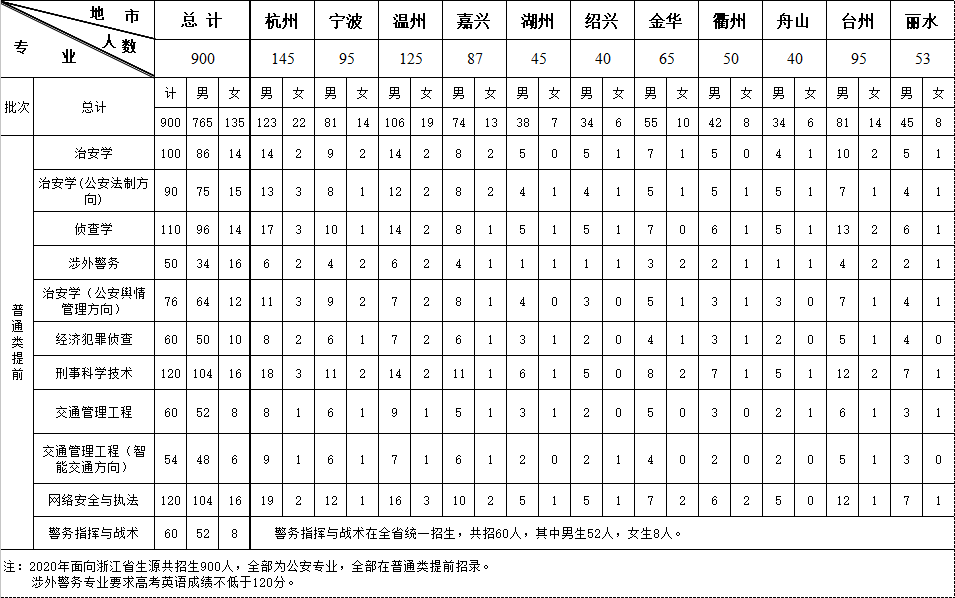 地 市
人 数
专 业
总 计 杭州 宁波 温州 嘉兴 湖州 绍兴 金华 衢州 舟山 台州 丽水
900 145 95 125 87 45 40 65 50 40 95 53
批次 总计 计 男 女 男 女 男 女 男 女 男 女 男 女 男 女 男 女 男 女 男 女 男 女 男 女
900 765 135 123 22 81 14 106 19 74 13 38 7 34 6 55 10 42 8 34 6 81 14 45 8
普通类提前
治安学 100 86 14 14 2 9 2 14 2 8 2 5 0 5 1 7 1 5 0 4 1 10 2 5 1
治安学(公安法制方
向) 90 75 15 13 3 8 1 12 2 8 2 4 1 4 1 5 1 5 1 5 1 7 1 4 1
侦查学 110 96 14 17 3 10 1 14 2 8 1 5 1 5 1 7 0 6 1 5 1 13 2 6 1
涉外警务 50 34 16 6 2 4 2 6 2 4 1 1 1 1 1 3 2 2 1 1 1 4 2 2 1
治安学（公安舆情
管理方向） 76 64 12 11 3 9 2 7 2 8 1 4 0 3 0 5 1 3 1 3 0 7 1 4 1
经济犯罪侦查 60 50 10 8 2 6 1 7 2 6 1 3 1 2 0 4 1 3 1 2 0 5 1 4 0
刑事科学技术 120 104 16 18 3 11 2 14 2 11 1 6 1 5 0 8 2 7 1 5 1 12 2 7 1
交通管理工程 60 52 8 8 1 6 1 9 1 5 1 3 1 2 0 5 0 3 0 2 1 6 1 3 1
交通管理工程（智
能交通方向） 54 48 6 9 1 6 1 7 1 6 1 2 0 2 1 4 0 2 0 2 0 5 1 3 0
网络安全与执法 120 104 16 19 2 12 1 16 3 10 2 5 1 5 1 7 2 6 2 5 0 12 1 7 1
警务指挥与战术 60 52 8 警务指挥与战术在全省统一招生，共招60人，其中男生52人，女生8人。
注：2020年面向浙江省生源共招生900人，全部为公安专业，全部在普通类提前招录。
涉外警务专业要求高考英语成绩不低于120分。